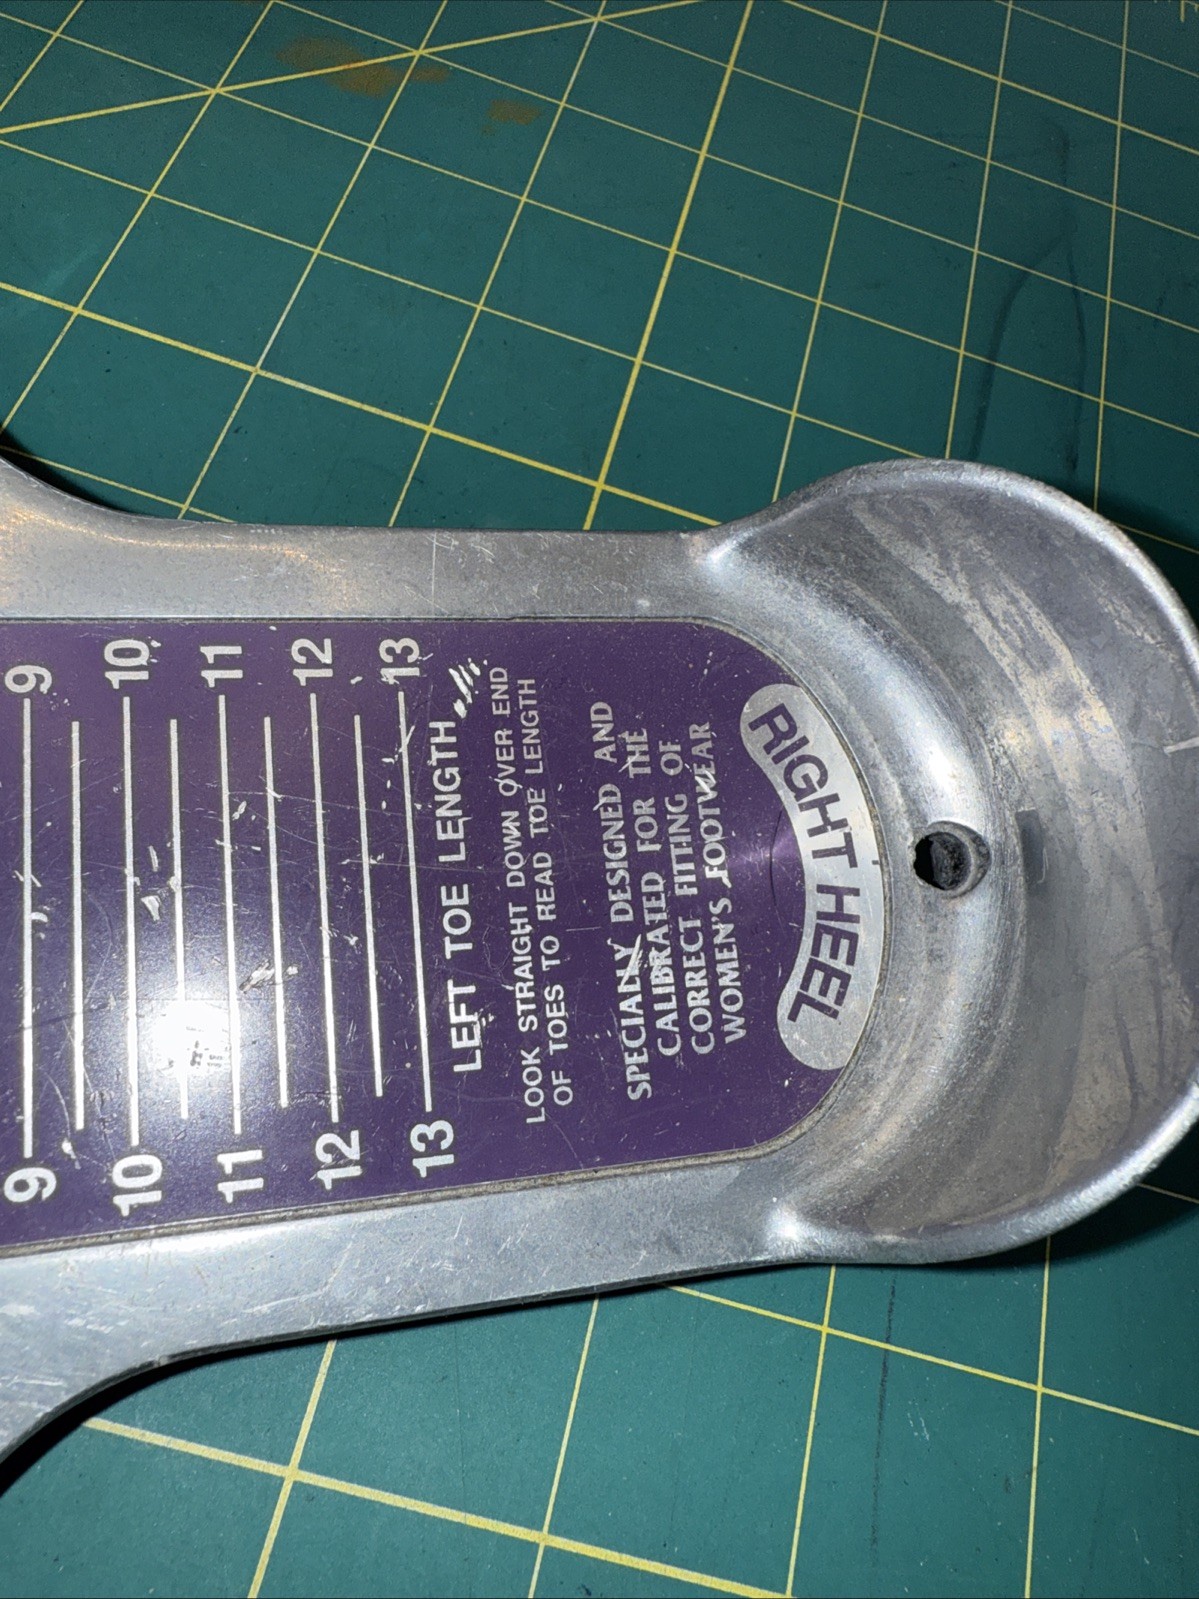 9 10 11 12 13
9 10 11 12 13
LEFT TOE LENGTH
LOOK STRAIGHT DOWN OVER END
OF TOES TO READ TOE LENGTH
SPECIALLY DESIGNED AND
CALIBRATED FOR THE
CORRECT FITTING OF
WOMEN'S FOOTWEAR
RIGHT HEEL